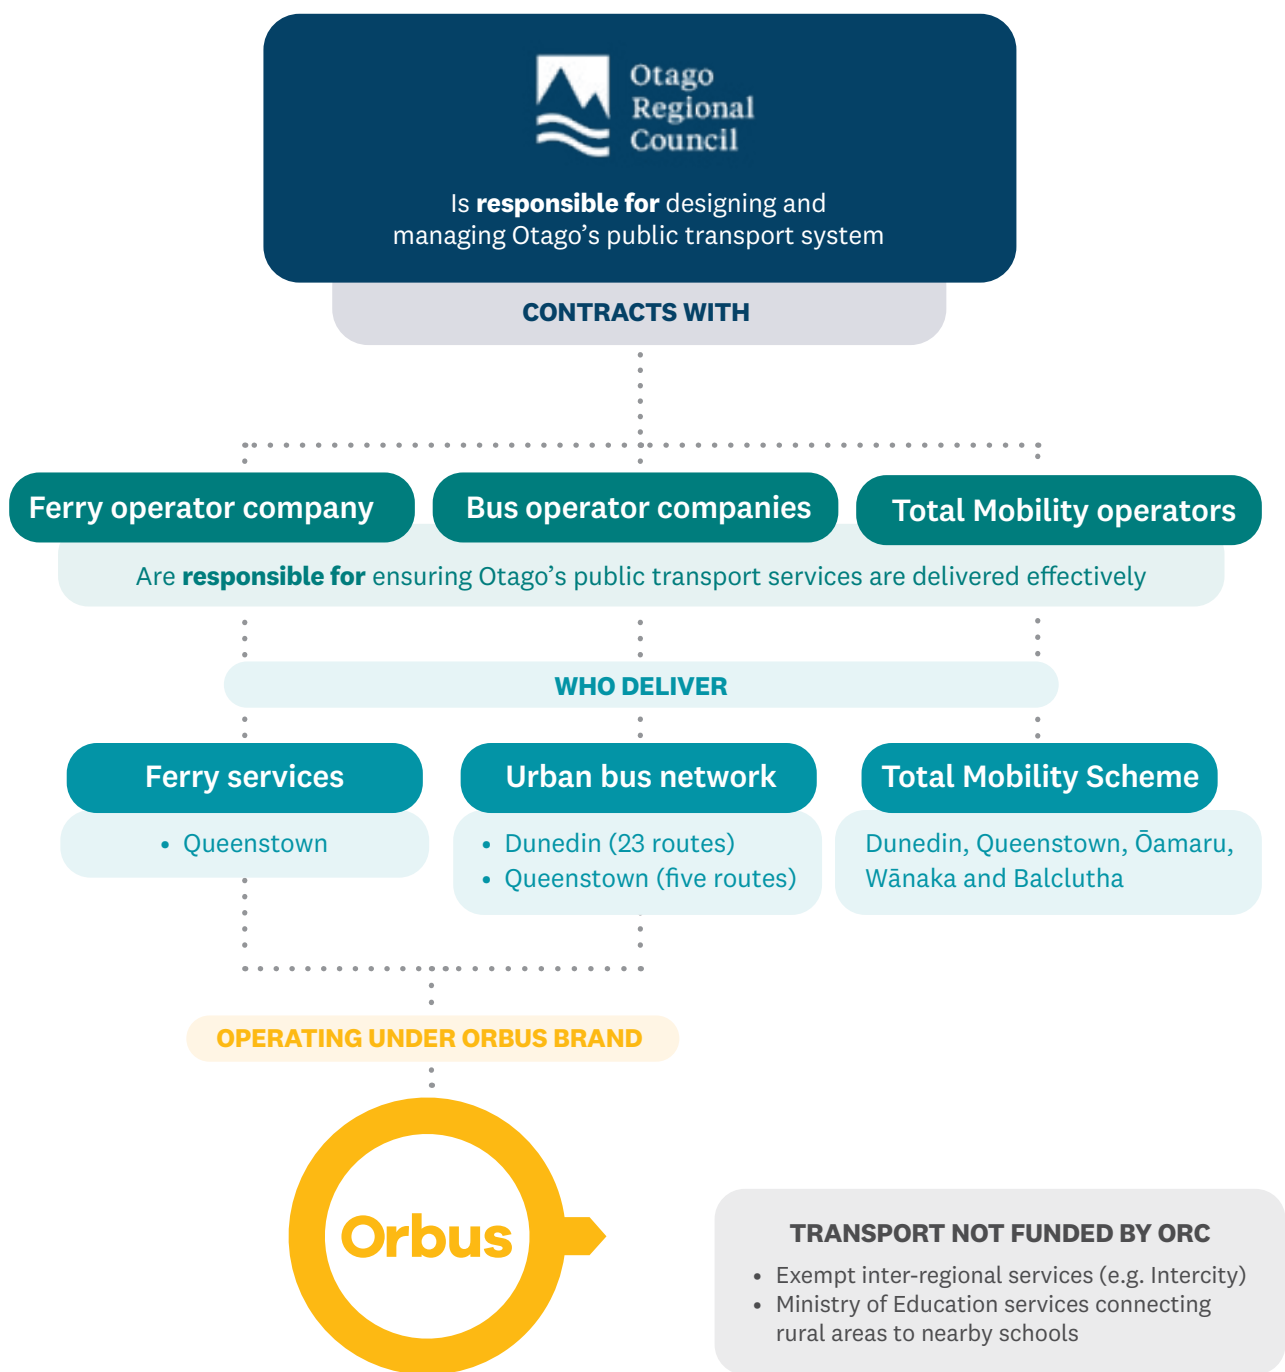 Otago
Regional
Council
Is responsible for designing and
managing Otago’s public transport system
CONTRACTS WITH
Ferry operator company
Bus operator companies
Total Mobility operators
Are responsible for ensuring Otago’s public transport services are delivered effectively
WHO DELIVER
Ferry services
• Queenstown
Urban bus network
• Dunedin (23 routes)
• Queenstown (five routes)
Total Mobility Scheme
Dunedin, Queenstown, Ōamaru,
Wānaka and Balclutha
OPERATING UNDER ORBUS BRAND
Orbus
TRANSPORT NOT FUNDED BY ORC
• Exempt inter-regional services (e.g. Intercity)
• Ministry of Education services connecting
rural areas to nearby schools